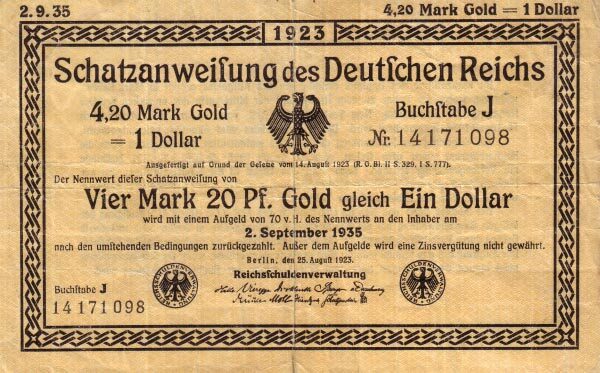 2.9.35
4,20 Mark Gold = 1 Dollar
1923
Schatzanweiſung des Deutſchen Reichs
4,20 Mark Gold
= 1 Dollar
Buchſtabe J
Nr. 14171098
Ausgefertigt auf Grund der Geſetze vom 14. Auguſt 1923 (R. G. Bl. II S. 329, I S. 777).
Der Nennwert dieſer Schatzanweiſung von
Vier Mark 20 Pf. Gold gleich Ein Dollar
wird mit einem Aufgeld von 70 v. H. des Nennwerts an den Inhaber am
2. September 1935
nach den umſtehenden Bedingungen zurückgezahlt. Außer dem Aufgelde wird eine Zinsvergütung nicht gewährt.
Berlin, den 25. Auguſt 1923.
Reichsſchuldenverwaltung
Buchſtabe J
14171098